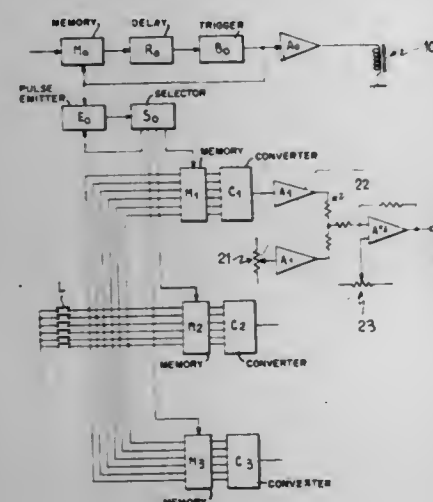 MEMORY DELAY TRIGGER
M₀ R₀ B₀ A₀ 10
PULSE EMITTER SELECTOR
E₀ S₀
MEMORY
CONVERTER
M₁ C₁ A₁ 22
21
23
L
M₂ C₂
MEMORY CONVERTER
M₃ C₃
MEMORY CONVERTER